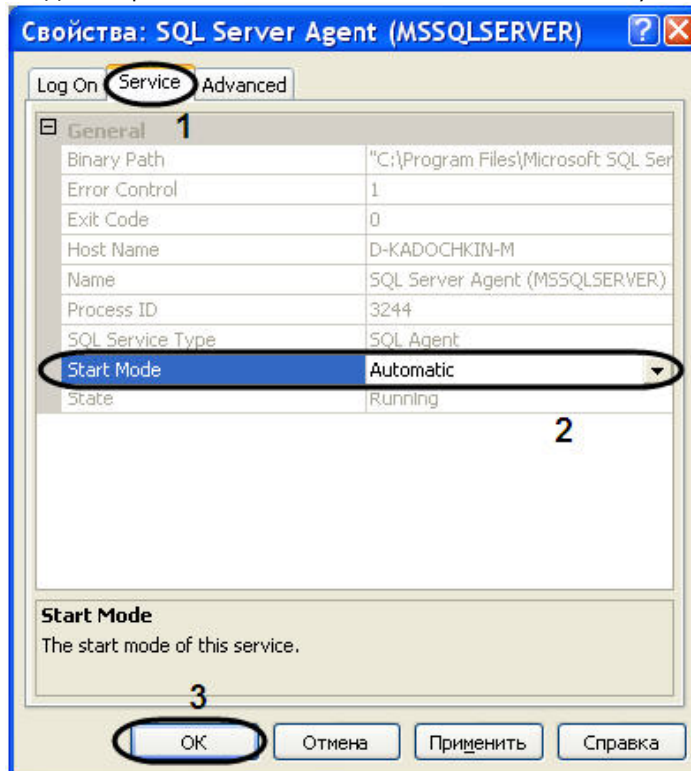 Свойства: SQL Server Agent (MSSQLSERVER)
Log On Service Advanced
1
General
Binary Path "C:\Program Files\Microsoft SQL Ser
Error Control 1
Exit Code 0
Host Name D-KADOCHKIN-M
Name SQL Server Agent (MSSQLSERVER)
Process ID 3244
SQL Service Type SQL Agent
Start Mode Automatic
State Running
2
Start Mode
The start mode of this service.
3
ОК Отмена Применить Справка